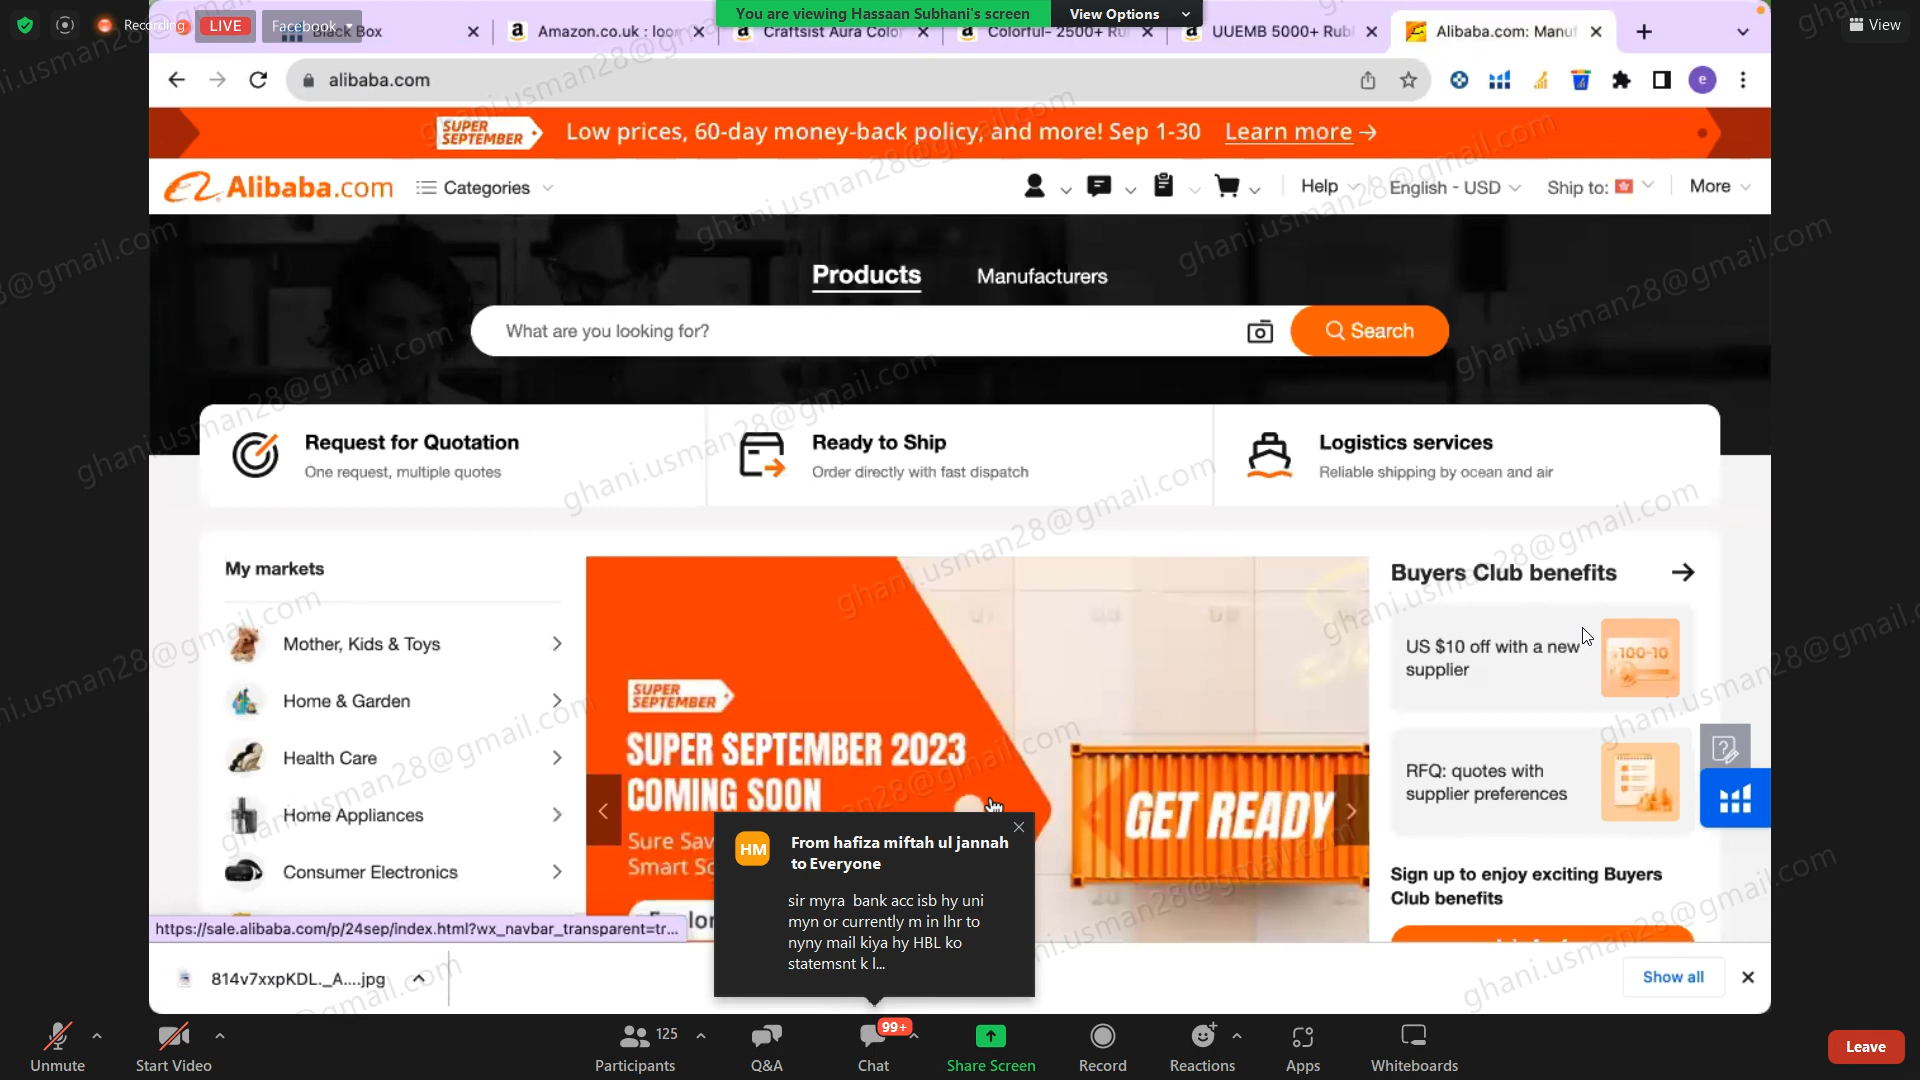 Recording
LIVE
Facebook
You are viewing Hassaan Subhani's screen
View Options
View
Black Box
Amazon.co.uk : loom
Craftsist Aura Color
Colorful- 2500+ Ru
UUEMB 5000+ Rub
Alibaba.com: Manuf
alibaba.com
e
SUPER SEPTEMBER
Low prices, 60-day money-back policy, and more! Sep 1-30 Learn more
Alibaba.com
Categories
Help
English - USD
Ship to:
More
Products
Manufacturers
What are you looking for?
Search
Request for Quotation
One request, multiple quotes
Ready to Ship
Order directly with fast dispatch
Logistics services
Reliable shipping by ocean and air
My markets
Mother, Kids & Toys
Home & Garden
Health Care
Home Appliances
Consumer Electronics
SUPER SEPTEMBER
SUPER SEPTEMBER 2023
COMING SOON
Sure Sav
Smart So
GET READY
Buyers Club benefits
US $10 off with a new
supplier
100-10
RFQ: quotes with
supplier preferences
Sign up to enjoy exciting Buyers
Club benefits
HM
From hafiza miftah ul jannah
to Everyone
sir myra bank acc isb hy uni
myn or currently m in lhr to
nyny mail kiya hy HBL ko
statemsnt k l...
https://sale.alibaba.com/p/24sep/index.html?wx_navbar_transparent=tr...
814v7xxpKDL._A....jpg
Show all
Unmute
Start Video
Participants
125
Q&A
Chat
99+
Share Screen
Record
Reactions
Apps
Whiteboards
Leave
ghani.usman28@gmail.com